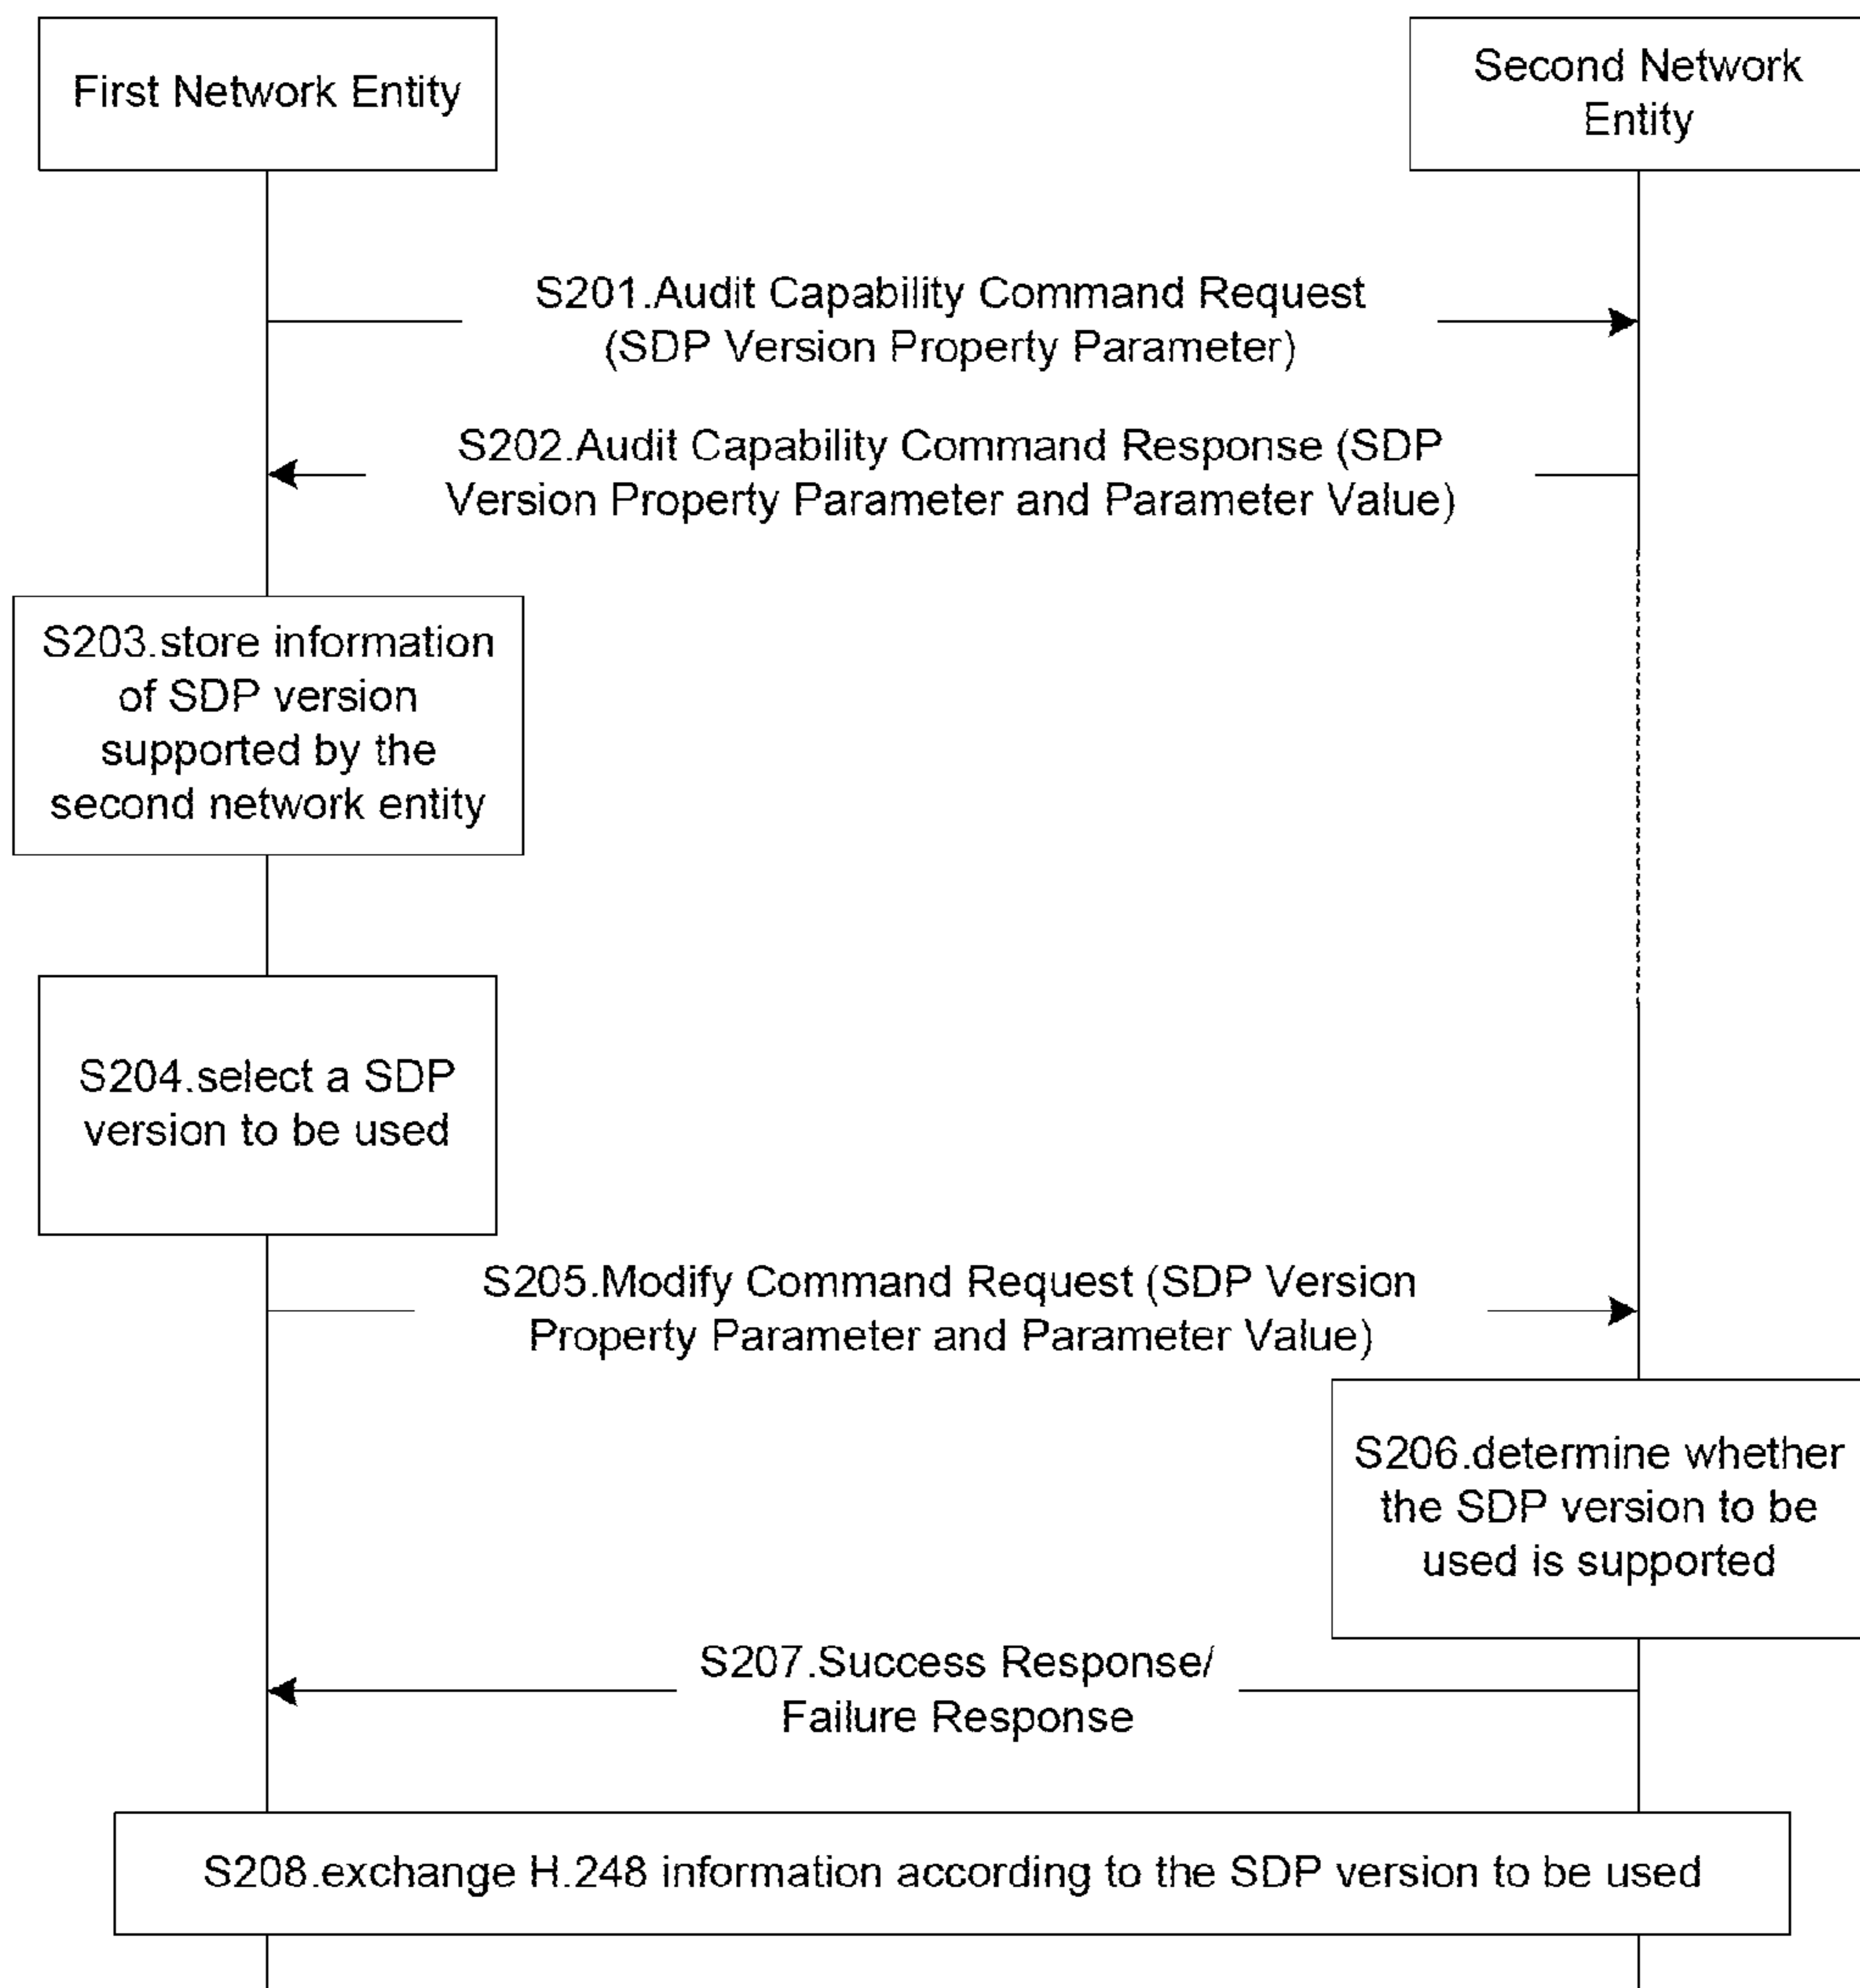 First Network Entity
Second Network
Entity
S201.Audit Capability Command Request
(SDP Version Property Parameter)
S202.Audit Capability Command Response (SDP
Version Property Parameter and Parameter Value)
S203.store information
of SDP version
supported by the
second network entity
S204.select a SDP
version to be used
S205.Modify Command Request (SDP Version
Property Parameter and Parameter Value)
S206.determine whether
the SDP version to be
used is supported
S207.Success Response/
Failure Response
S208.exchange H.248 information according to the SDP version to be used